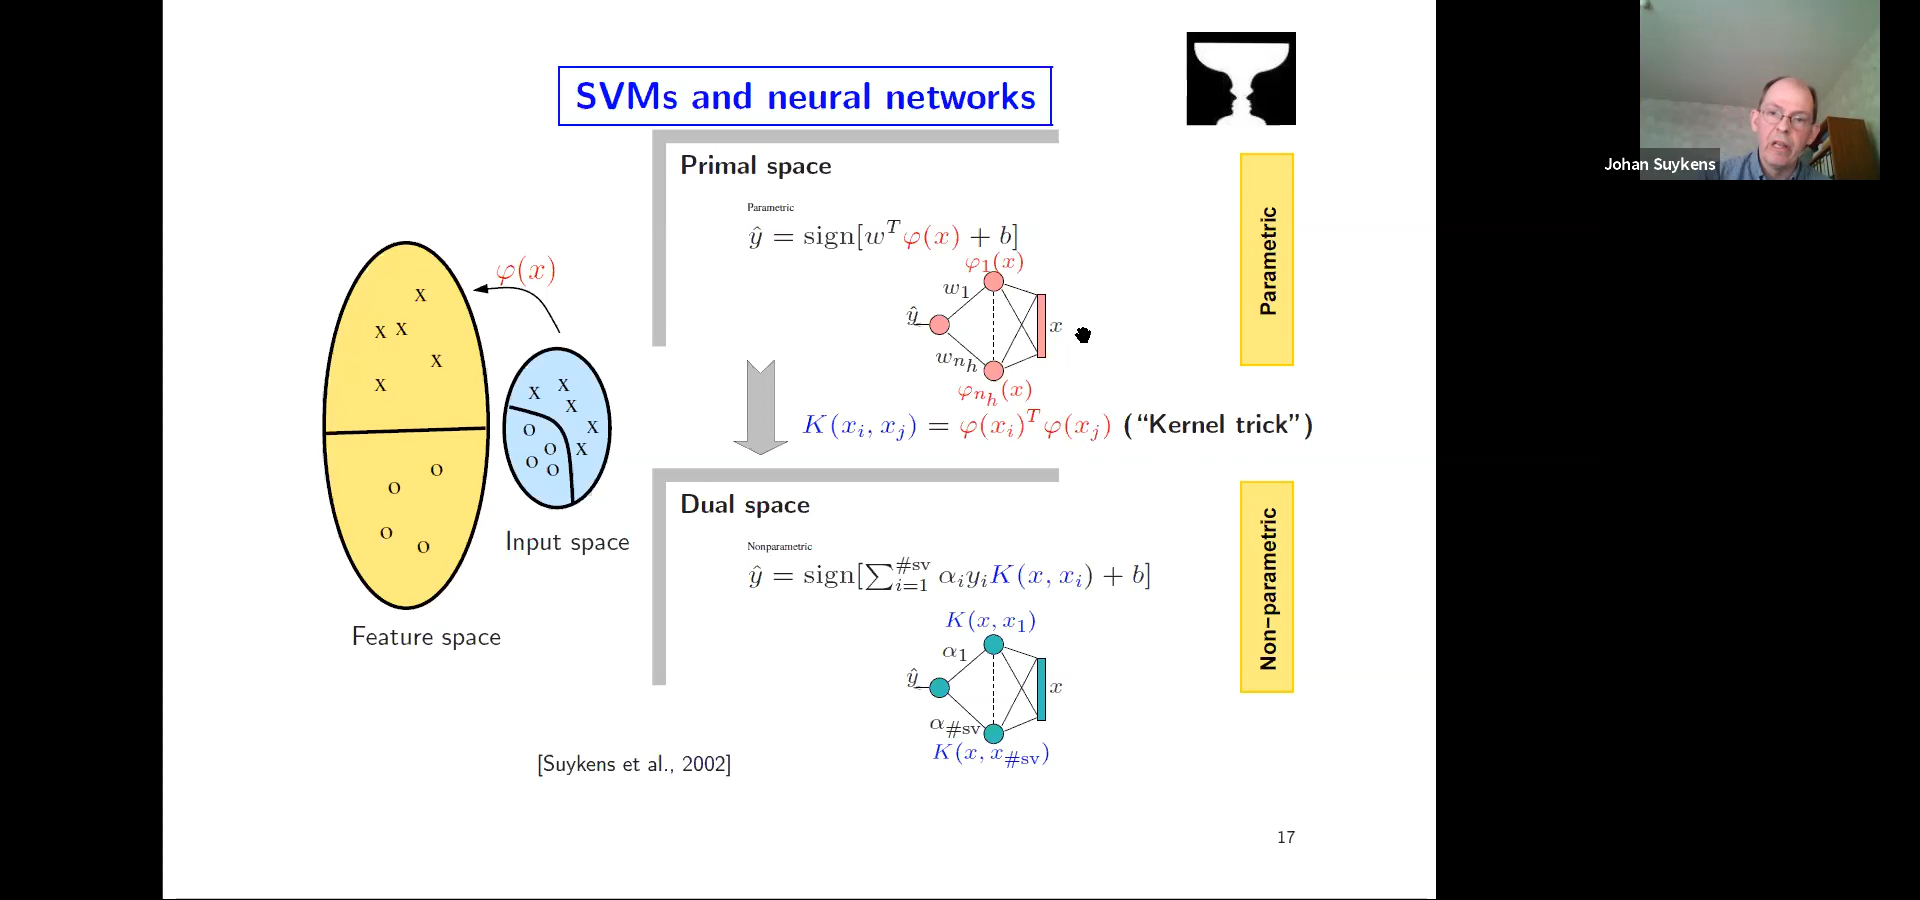 SVMs and neural networks
Johan Suykens
Primal space
Parametric
ŷ = sign[w^T φ(x) + b]
φ_1(x)
w_1
ŷ
x
w_{n_h}
φ_{n_h}(x)
Parametric
φ(x)
x
x x
x
x
o
o
o
o
Feature space
x x
x
x
x
o
o
o
o
Input space
K(x_i, x_j) = φ(x_i)^T φ(x_j) (“Kernel trick”)
Dual space
Nonparametric
ŷ = sign[∑_{i=1}^{#sv} α_i y_i K(x, x_i) + b]
K(x, x_1)
α_1
ŷ
x
α_{#sv}
K(x, x_{#sv})
Non-parametric
[Suykens et al., 2002]
17